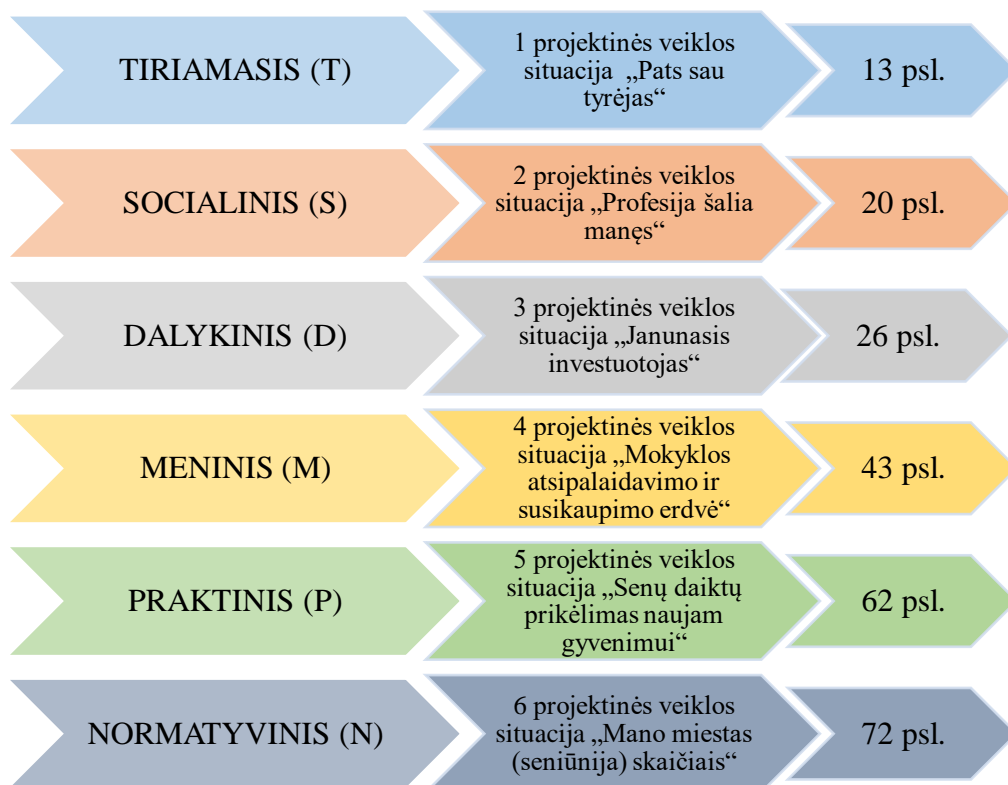 TIRIAMASIS (T)
1 projektinės veiklos
situacija „Pats sau
tyrėjas“
13 psl.
SOCIALINIS (S)
2 projektinės veiklos
situacija „Profesija šalia
manęs“
20 psl.
DALYKINIS (D)
3 projektinės veiklos
situacija „Janunasis
investuotojas“
26 psl.
MENINIS (M)
4 projektinės veiklos
situacija „Mokyklos
atsipalaidavimo ir
susikaupimo erdvė“
43 psl.
PRAKTINIS (P)
5 projektinės veiklos
situacija „Senų daiktų
prikėlimas naujam
gyvenimui“
62 psl.
NORMATYVINIS (N)
6 projektinės veiklos
situacija „Mano miestas
(seniūnija) skaičiais“
72 psl.